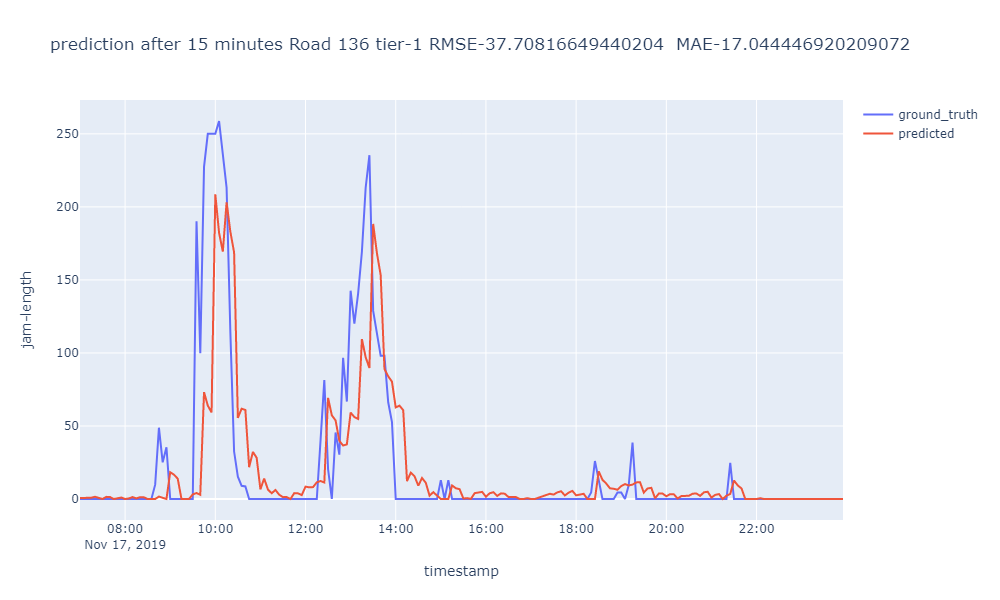 prediction after 15 minutes Road 136 tier-1 RMSE-37.70816649440204  MAE-17.044446920209072
ground_truth
predicted
250
200
150
100
50
0
jam-length
08:00 10:00 12:00 14:00 16:00 18:00 20:00 22:00
Nov 17, 2019
timestamp